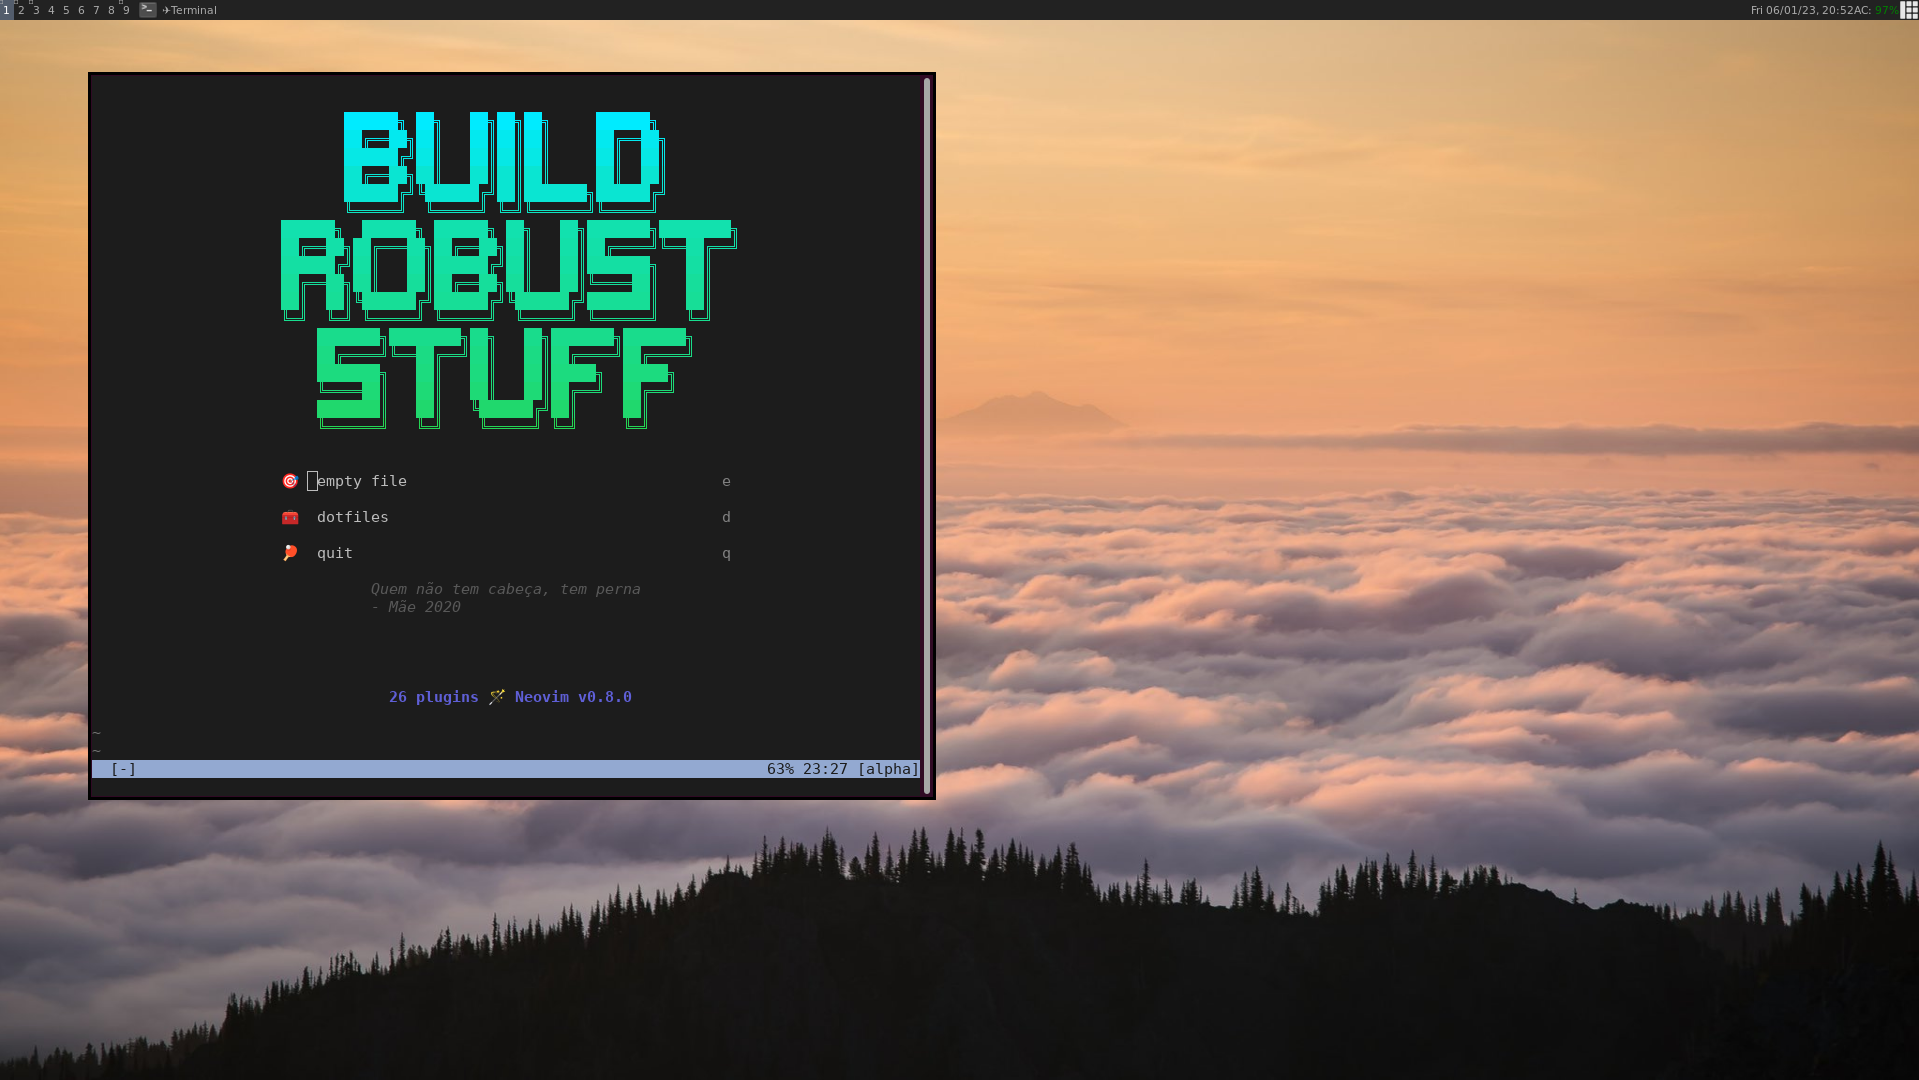 1 2 3 4 5 6 7 8 9 Terminal Fri 06/01/23, 20:52AC: 97%
BUILD
ROBUST
STUFF
empty file e
dotfiles d
quit q
Quem não tem cabeça, tem perna
- Mãe 2020
26 plugins Neovim v0.8.0
~
~
[-] 63% 23:27 [alpha]